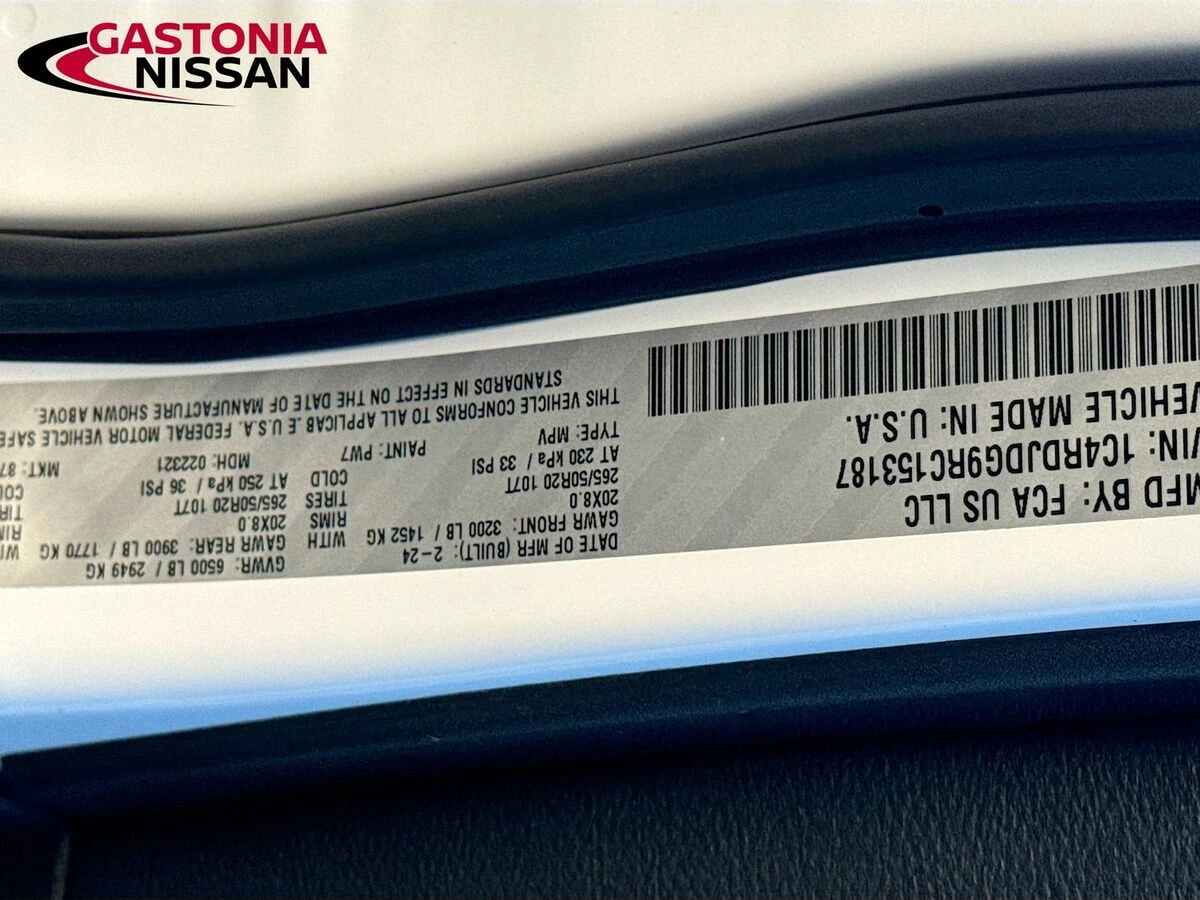 GASTONIA
NISSAN
MFD BY: FCA US LLC
VIN: 1C4RDJDG9RC153187
VEHICLE MADE IN: U.S.A.
DATE OF MFR (BUILT): 2-24
GVWR: 6500 LB / 2949 KG
GAWR FRONT: 3200 LB / 1452 KG
WITH
GAWR REAR: 3900 LB / 1770 KG
20X8.0
RIMS
20X8.0
265/50R20 107T
TIRES
265/50R20 107T
AT 230 kPa / 33 PSI
COLD
AT 250 kPa / 36 PSI
TYPE: MPV
PAINT: PW7
MDH: 022321
MKT: 87
THIS VEHICLE CONFORMS TO ALL APPLICAB_E U.S.A. FEDERAL MOTOR VEHICLE SAFE
STANDARDS IN EFFECT ON THE DATE OF MANUFACTURE SHOWN ABOVE.